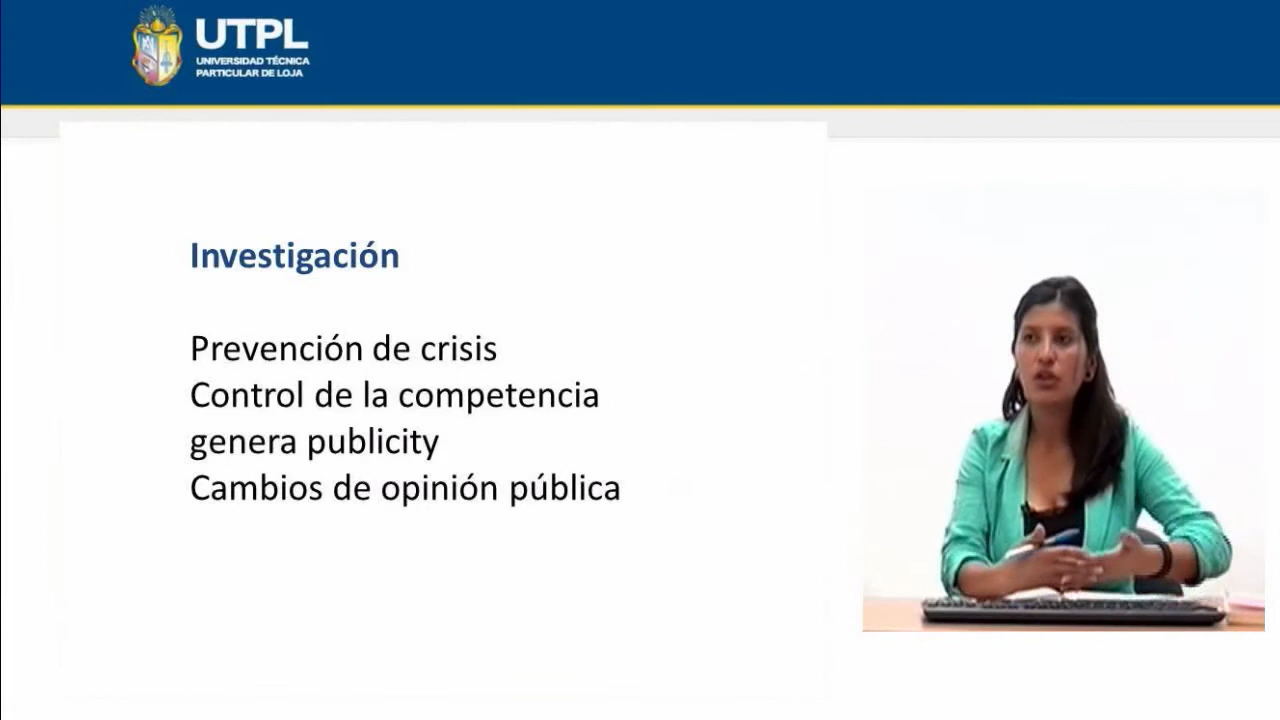 UTPL
UNIVERSIDAD TÉCNICA
PARTICULAR DE LOJA
Investigación
Prevención de crisis
Control de la competencia
genera publicity
Cambios de opinión pública